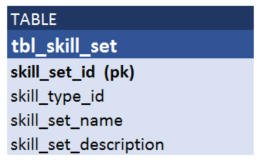 TABLE
tbl_skill_set
skill_set_id (pk)
skill_type_id
skill_set_name
skill_set_description